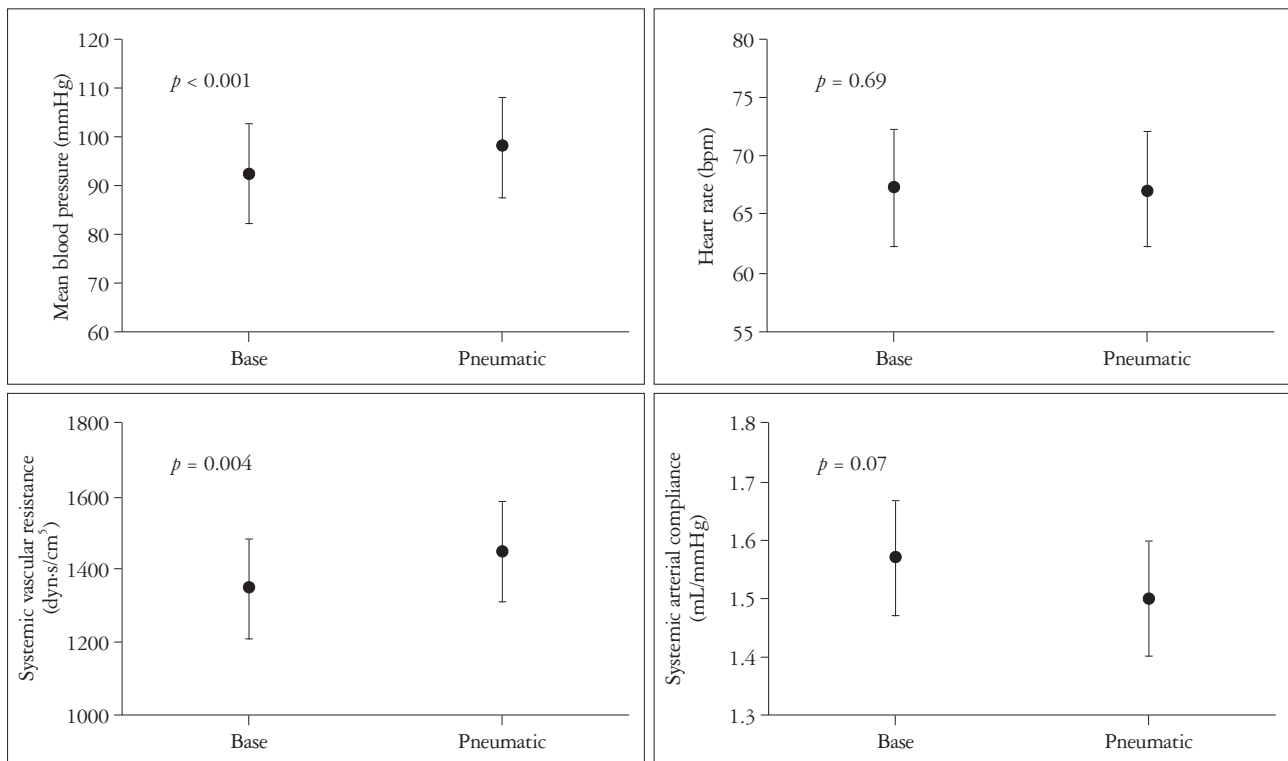 Mean blood pressure (mmHg)
120
110
100
90
80
70
60
p < 0.001
Base
Pneumatic
Heart rate (bpm)
80
75
70
65
60
55
p = 0.69
Base
Pneumatic
Systemic vascular resistance
(dyn·s/cm⁵)
1800
1600
1400
1200
1000
p = 0.004
Base
Pneumatic
Systemic arterial compliance
(mL/mmHg)
1.8
1.7
1.6
1.5
1.4
1.3
p = 0.07
Base
Pneumatic